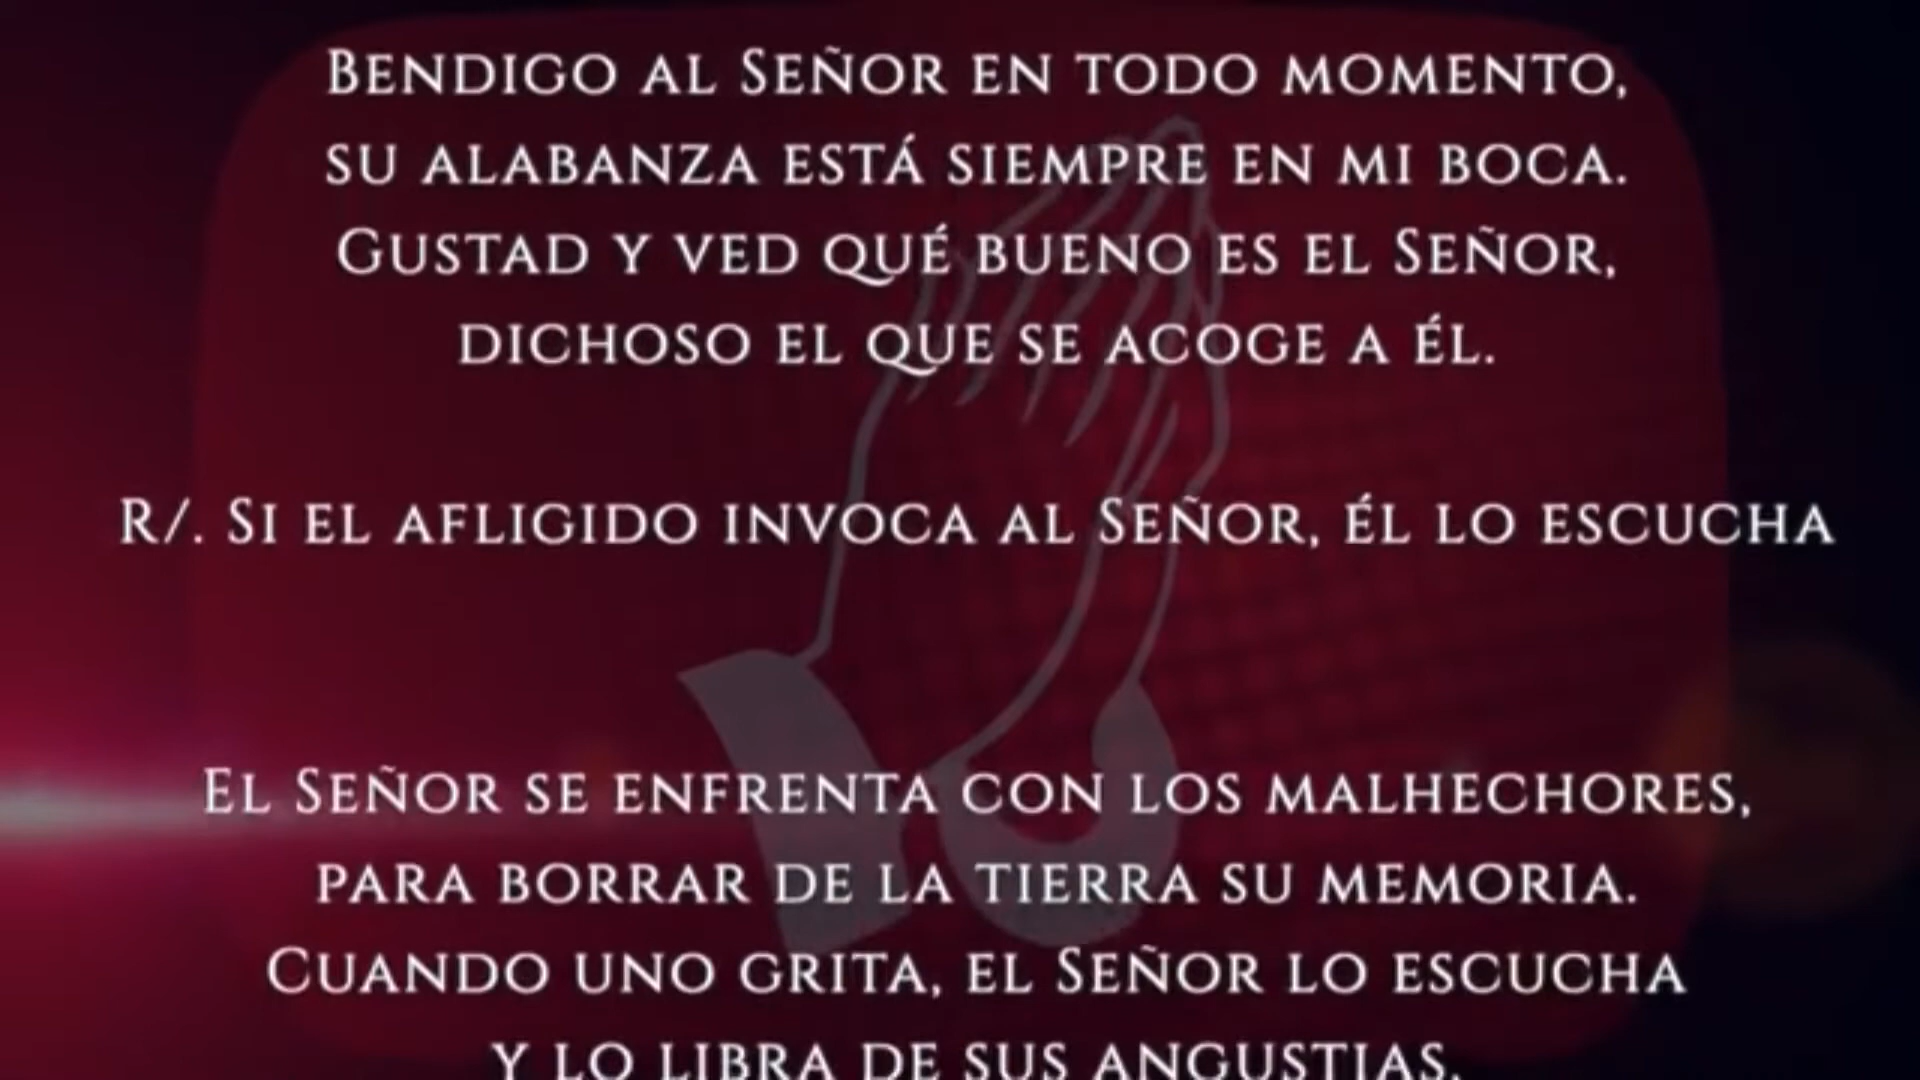 Bendigo al Señor en todo momento,
su alabanza está siempre en mi boca.
Gustad y ved qué bueno es el Señor,
dichoso el que se acoge a él.
R/. Si el afligido invoca al Señor, él lo escucha
El Señor se enfrenta con los malhechores,
para borrar de la tierra su memoria.
Cuando uno grita, el Señor lo escucha
y lo libra de sus angustias.